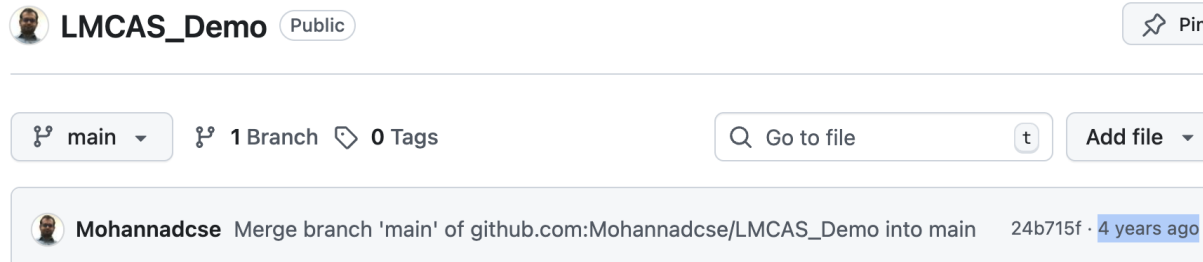 LMCAS_Demo Public
main 1 Branch 0 Tags Go to file t Add file
Mohannadcse Merge branch 'main' of github.com:Mohannadcse/LMCAS_Demo into main 24b715f · 4 years ago